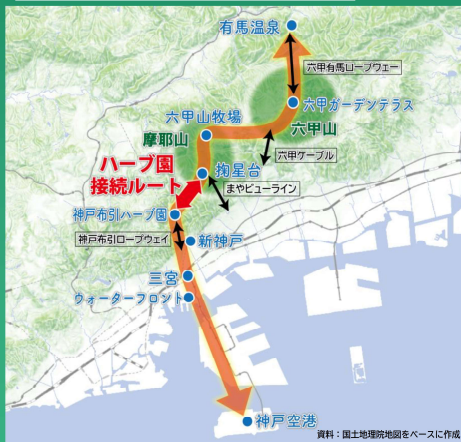 有馬温泉
六甲有馬ロープウェー
六甲ガーデンテラス
六甲山牧場
六甲山
摩耶山
六甲ケーブル
ハーブ園
接続ルート
掬星台
まやビューライン
神戸布引ハーブ園
神戸布引ロープウェイ
新神戸
三宮
ウォーターフロント
神戸空港
資料：国土地理院地図をベースに作成